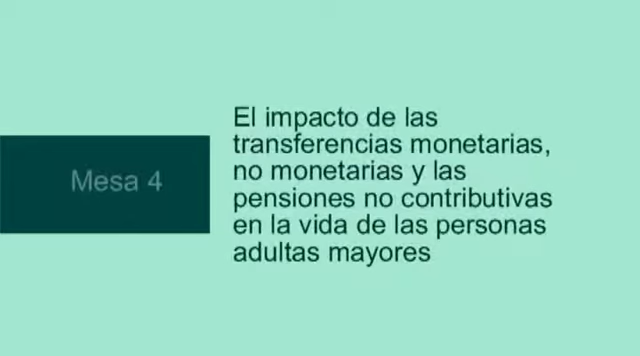 Mesa 4
El impacto de las
transferencias monetarias,
no monetarias y las
pensiones no contributivas
en la vida de las personas
adultas mayores